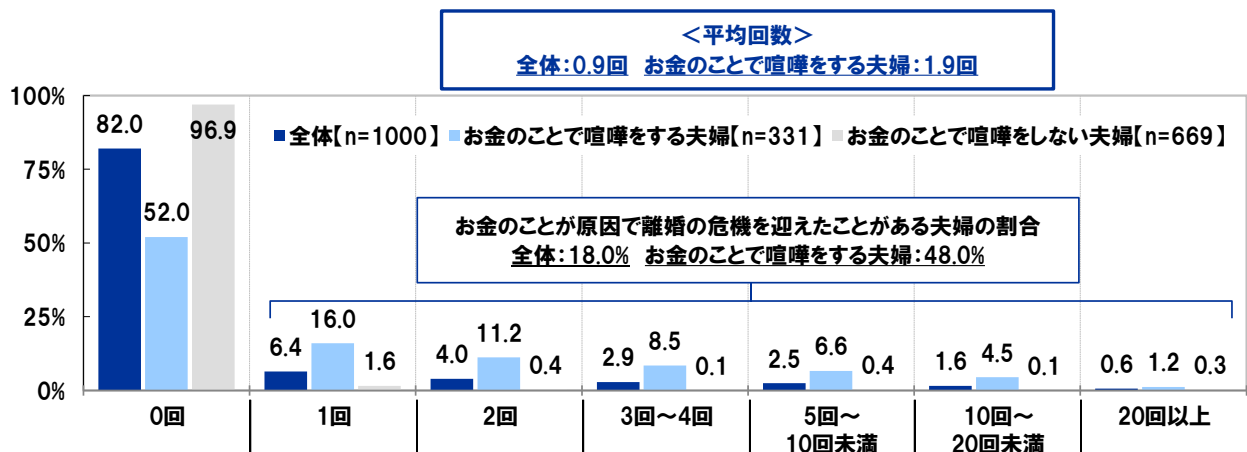 ＜平均回数＞
全体：0.9回　お金のことで喧嘩をする夫婦：1.9回
100%
75%
50%
25%
0%
■全体【n=1000】 ■お金のことで喧嘩をする夫婦【n=331】 ■お金のことで喧嘩をしない夫婦【n=669】
お金のことが原因で離婚の危機を迎えたことがある夫婦の割合
全体：18.0%　お金のことで喧嘩をする夫婦：48.0%
82.0 52.0 96.9
6.4 16.0 1.6
4.0 11.2 0.4
2.9 8.5 0.1
2.5 6.6 0.4
1.6 4.5 0.1
0.6 1.2 0.3
0回
1回
2回
3回～4回
5回～
10回未満
10回～
20回未満
20回以上